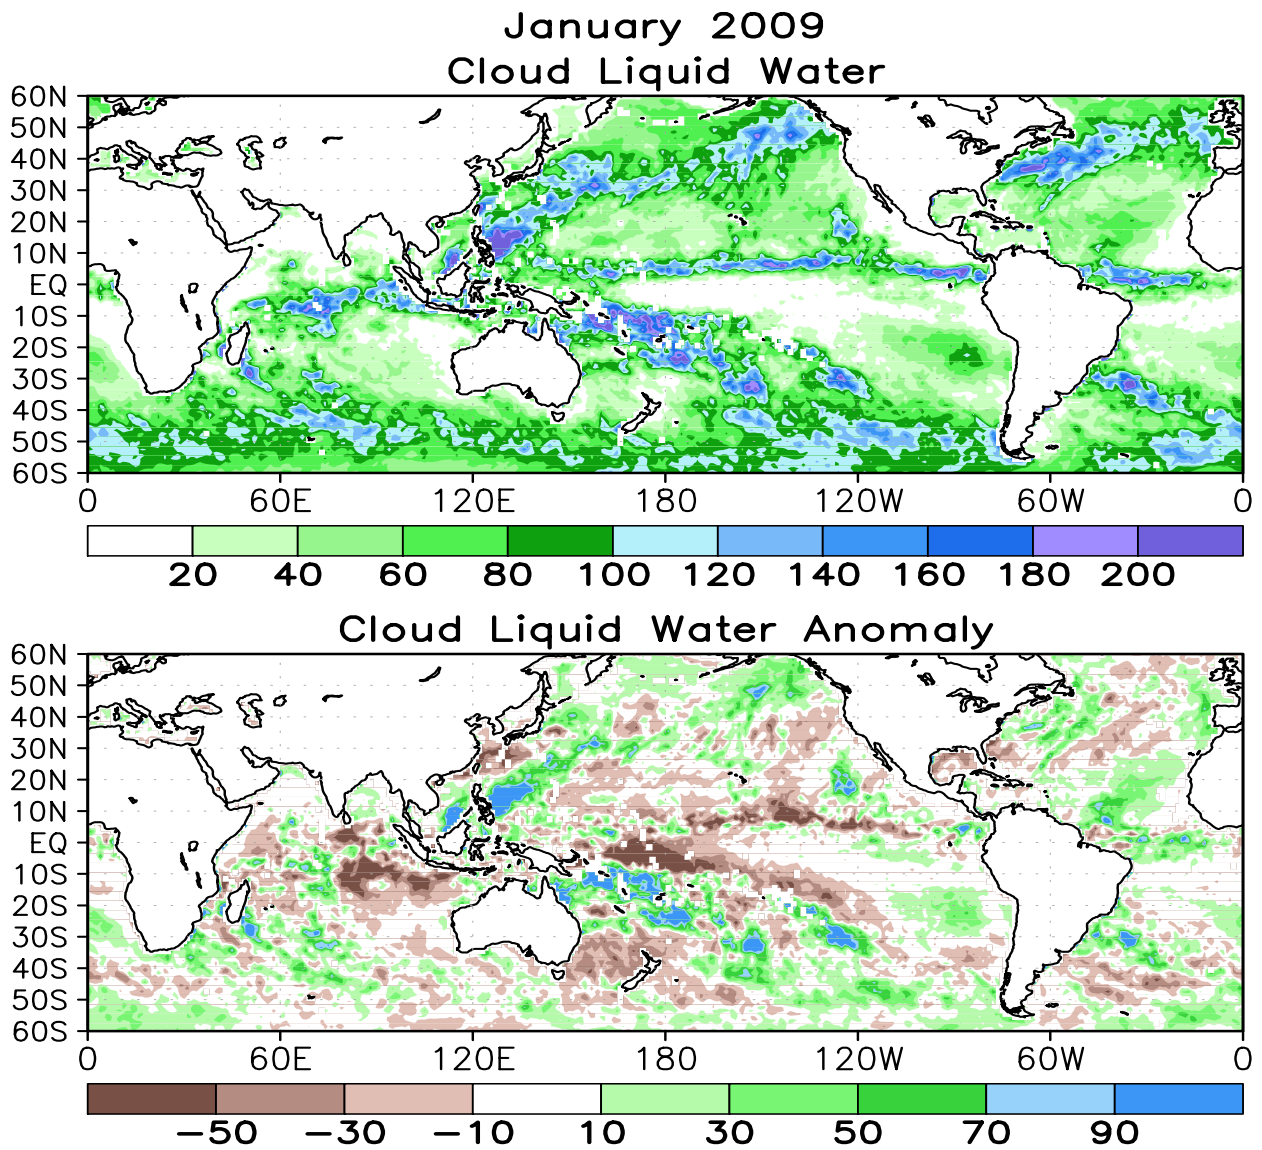 January 2009
Cloud Liquid Water
60N
50N
40N
30N
20N
10N
EQ
10S
20S
30S
40S
50S
60S
0 60E 120E 180 120W 60W 0
20 40 60 80 100 120 140 160 180 200
Cloud Liquid Water Anomaly
60N
50N
40N
30N
20N
10N
EQ
10S
20S
30S
40S
50S
60S
0 60E 120E 180 120W 60W 0
−50 −30 −10 10 30 50 70 90